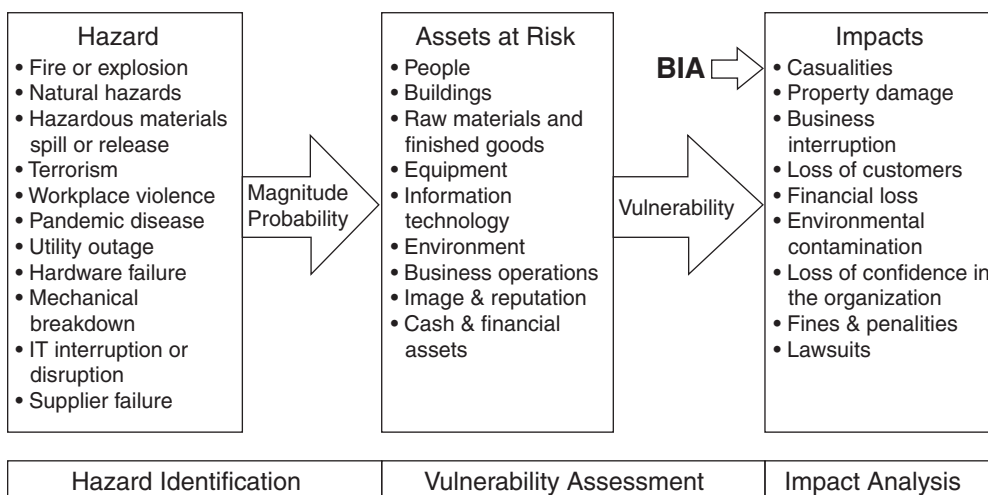 Hazard
• Fire or explosion
• Natural hazards
• Hazardous materials
spill or release
• Terrorism
• Workplace violence
• Pandemic disease
• Utility outage
• Hardware failure
• Mechanical
breakdown
• IT interruption or
disruption
• Supplier failure
Magnitude
Probability
Assets at Risk
• People
• Buildings
• Raw materials and
finished goods
• Equipment
• Information
technology
• Environment
• Business operations
• Image & reputation
• Cash & financial
assets
Vulnerability
BIA
Impacts
• Casualities
• Property damage
• Business
interruption
• Loss of customers
• Financial loss
• Environmental
contamination
• Loss of confidence in
the organization
• Fines & penalities
• Lawsuits
Hazard Identification
Vulnerability Assessment
Impact Analysis